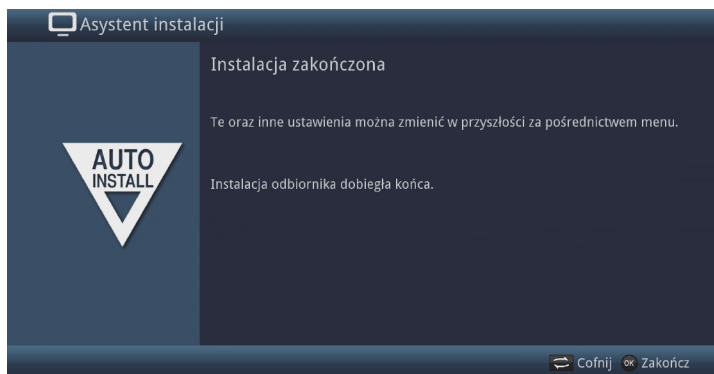 Asystent instalacji
Instalacja zakończona
Te oraz inne ustawienia można zmienić w przyszłości za pośrednictwem menu.
AUTO
INSTALL
Instalacja odbiornika dobiegła końca.
Cofnij OK Zakończ